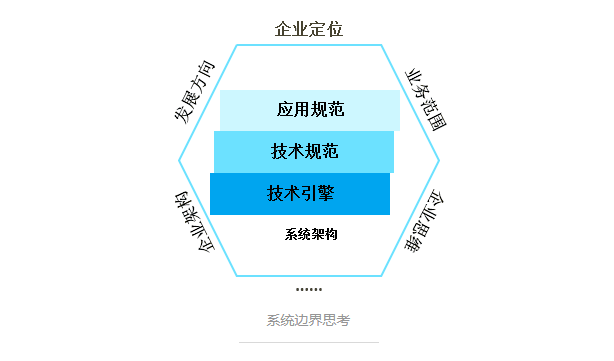 企业定位
发展方向
业务范围
应用规范
技术规范
技术引擎
企业架构
企业思维
系统架构
......
系统边界思考